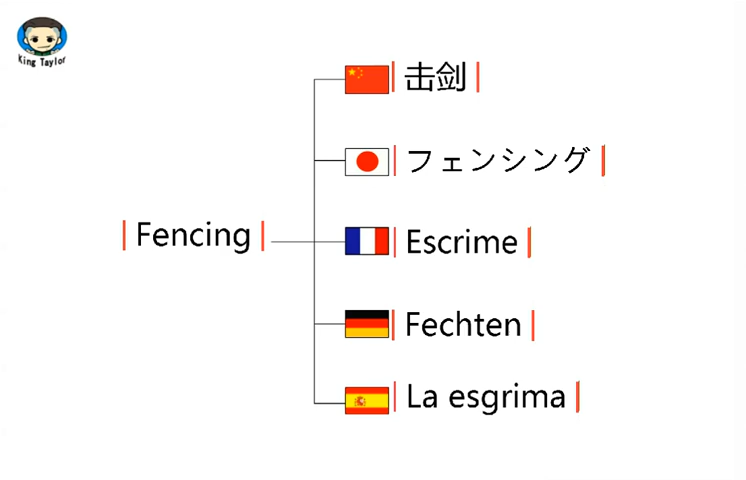 King Taylor
击剑
フェンシング
Fencing
Escrime
Fechten
La esgrima